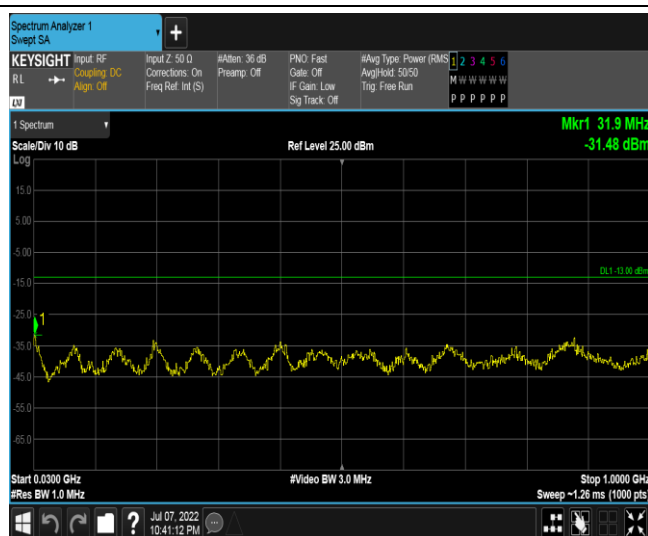 Spectrum Analyzer 1
Swept SA
+
KEYSIGHT Input: RF Input Z: 50 Ω #Atten: 36 dB PNO: Fast #Avg Type: Power (RMS 1 2 3 4 5 6
RL Coupling: DC Corrections: On Preamp: Off Gate: Off Avg|Hold: 50/50 M W W W W W
Align: Off Freq Ref: Int (S) IF Gain: Low Trig: Free Run
Sig Track: Off P P P P P P
LXI
1 Spectrum Mkr1 31.9 MHz
Scale/Div 10 dB Ref Level 25.00 dBm -31.48 dBm
Log
15.0
5.00
-5.00
DL1 -13.00 dBm
-15.0
-25.0
1
-35.0
-45.0
-55.0
-65.0
Start 0.0300 GHz #Video BW 3.0 MHz Stop 1.0000 GHz
#Res BW 1.0 MHz Sweep ~1.26 ms (1000 pts)
? Jul 07, 2022
10:41:12 PM